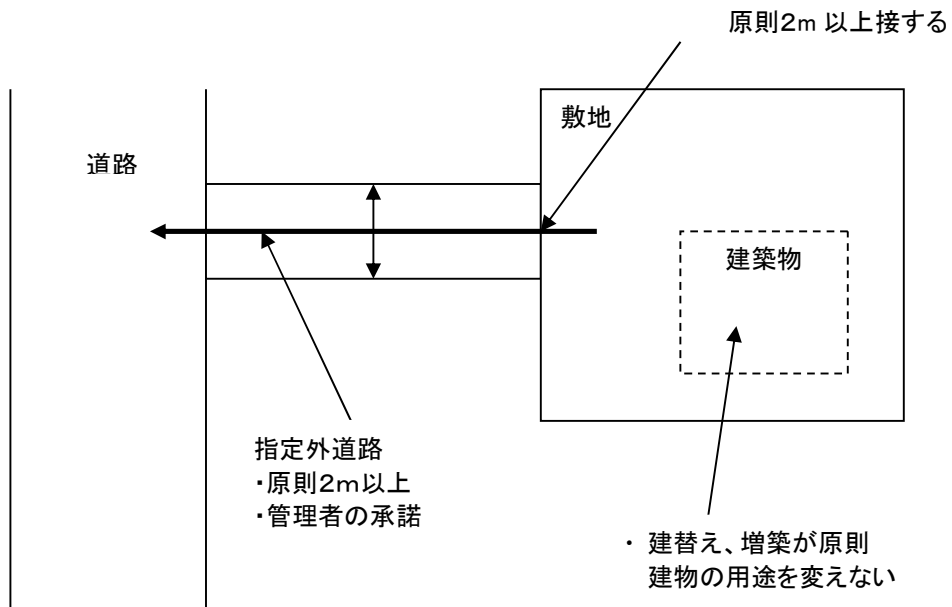 原則2m 以上接する
敷地
道路
建築物
指定外道路
・原則2m以上
・管理者の承諾
・ 建替え、増築が原則
建物の用途を変えない